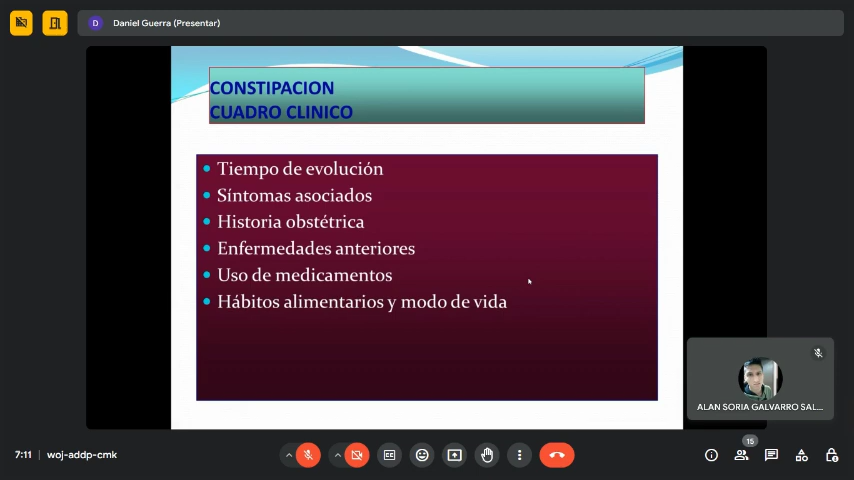 D Daniel Guerra (Presentar)
CONSTIPACION
CUADRO CLINICO
Tiempo de evolución
Síntomas asociados
Historia obstétrica
Enfermedades anteriores
Uso de medicamentos
Hábitos alimentarios y modo de vida
ALAN SORIA GALVARRO SAL...
7:11 woj-addp-cmk
15